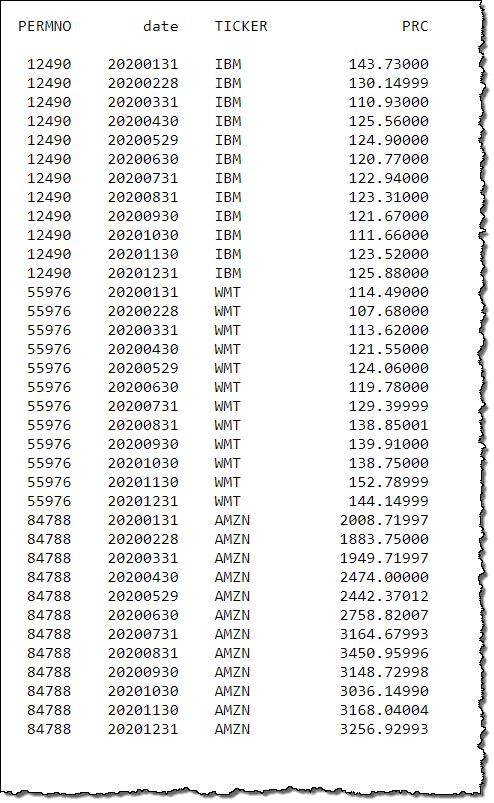 PERMNO date TICKER PRC
12490 20200131 IBM 143.73000
12490 20200228 IBM 130.14999
12490 20200331 IBM 110.93000
12490 20200430 IBM 125.56000
12490 20200529 IBM 124.90000
12490 20200630 IBM 120.77000
12490 20200731 IBM 122.94000
12490 20200831 IBM 123.31000
12490 20200930 IBM 121.67000
12490 20201030 IBM 111.66000
12490 20201130 IBM 123.52000
12490 20201231 IBM 125.88000
55976 20200131 WMT 114.49000
55976 20200228 WMT 107.68000
55976 20200331 WMT 113.62000
55976 20200430 WMT 121.55000
55976 20200529 WMT 124.06000
55976 20200630 WMT 119.78000
55976 20200731 WMT 129.39999
55976 20200831 WMT 138.85001
55976 20200930 WMT 139.91000
55976 20201030 WMT 138.75000
55976 20201130 WMT 152.78999
55976 20201231 WMT 144.14999
84788 20200131 AMZN 2008.71997
84788 20200228 AMZN 1883.75000
84788 20200331 AMZN 1949.71997
84788 20200430 AMZN 2474.00000
84788 20200529 AMZN 2442.37012
84788 20200630 AMZN 2758.82007
84788 20200731 AMZN 3164.67993
84788 20200831 AMZN 3450.95996
84788 20200930 AMZN 3148.72998
84788 20201030 AMZN 3036.14990
84788 20201130 AMZN 3168.04004
84788 20201231 AMZN 3256.92993